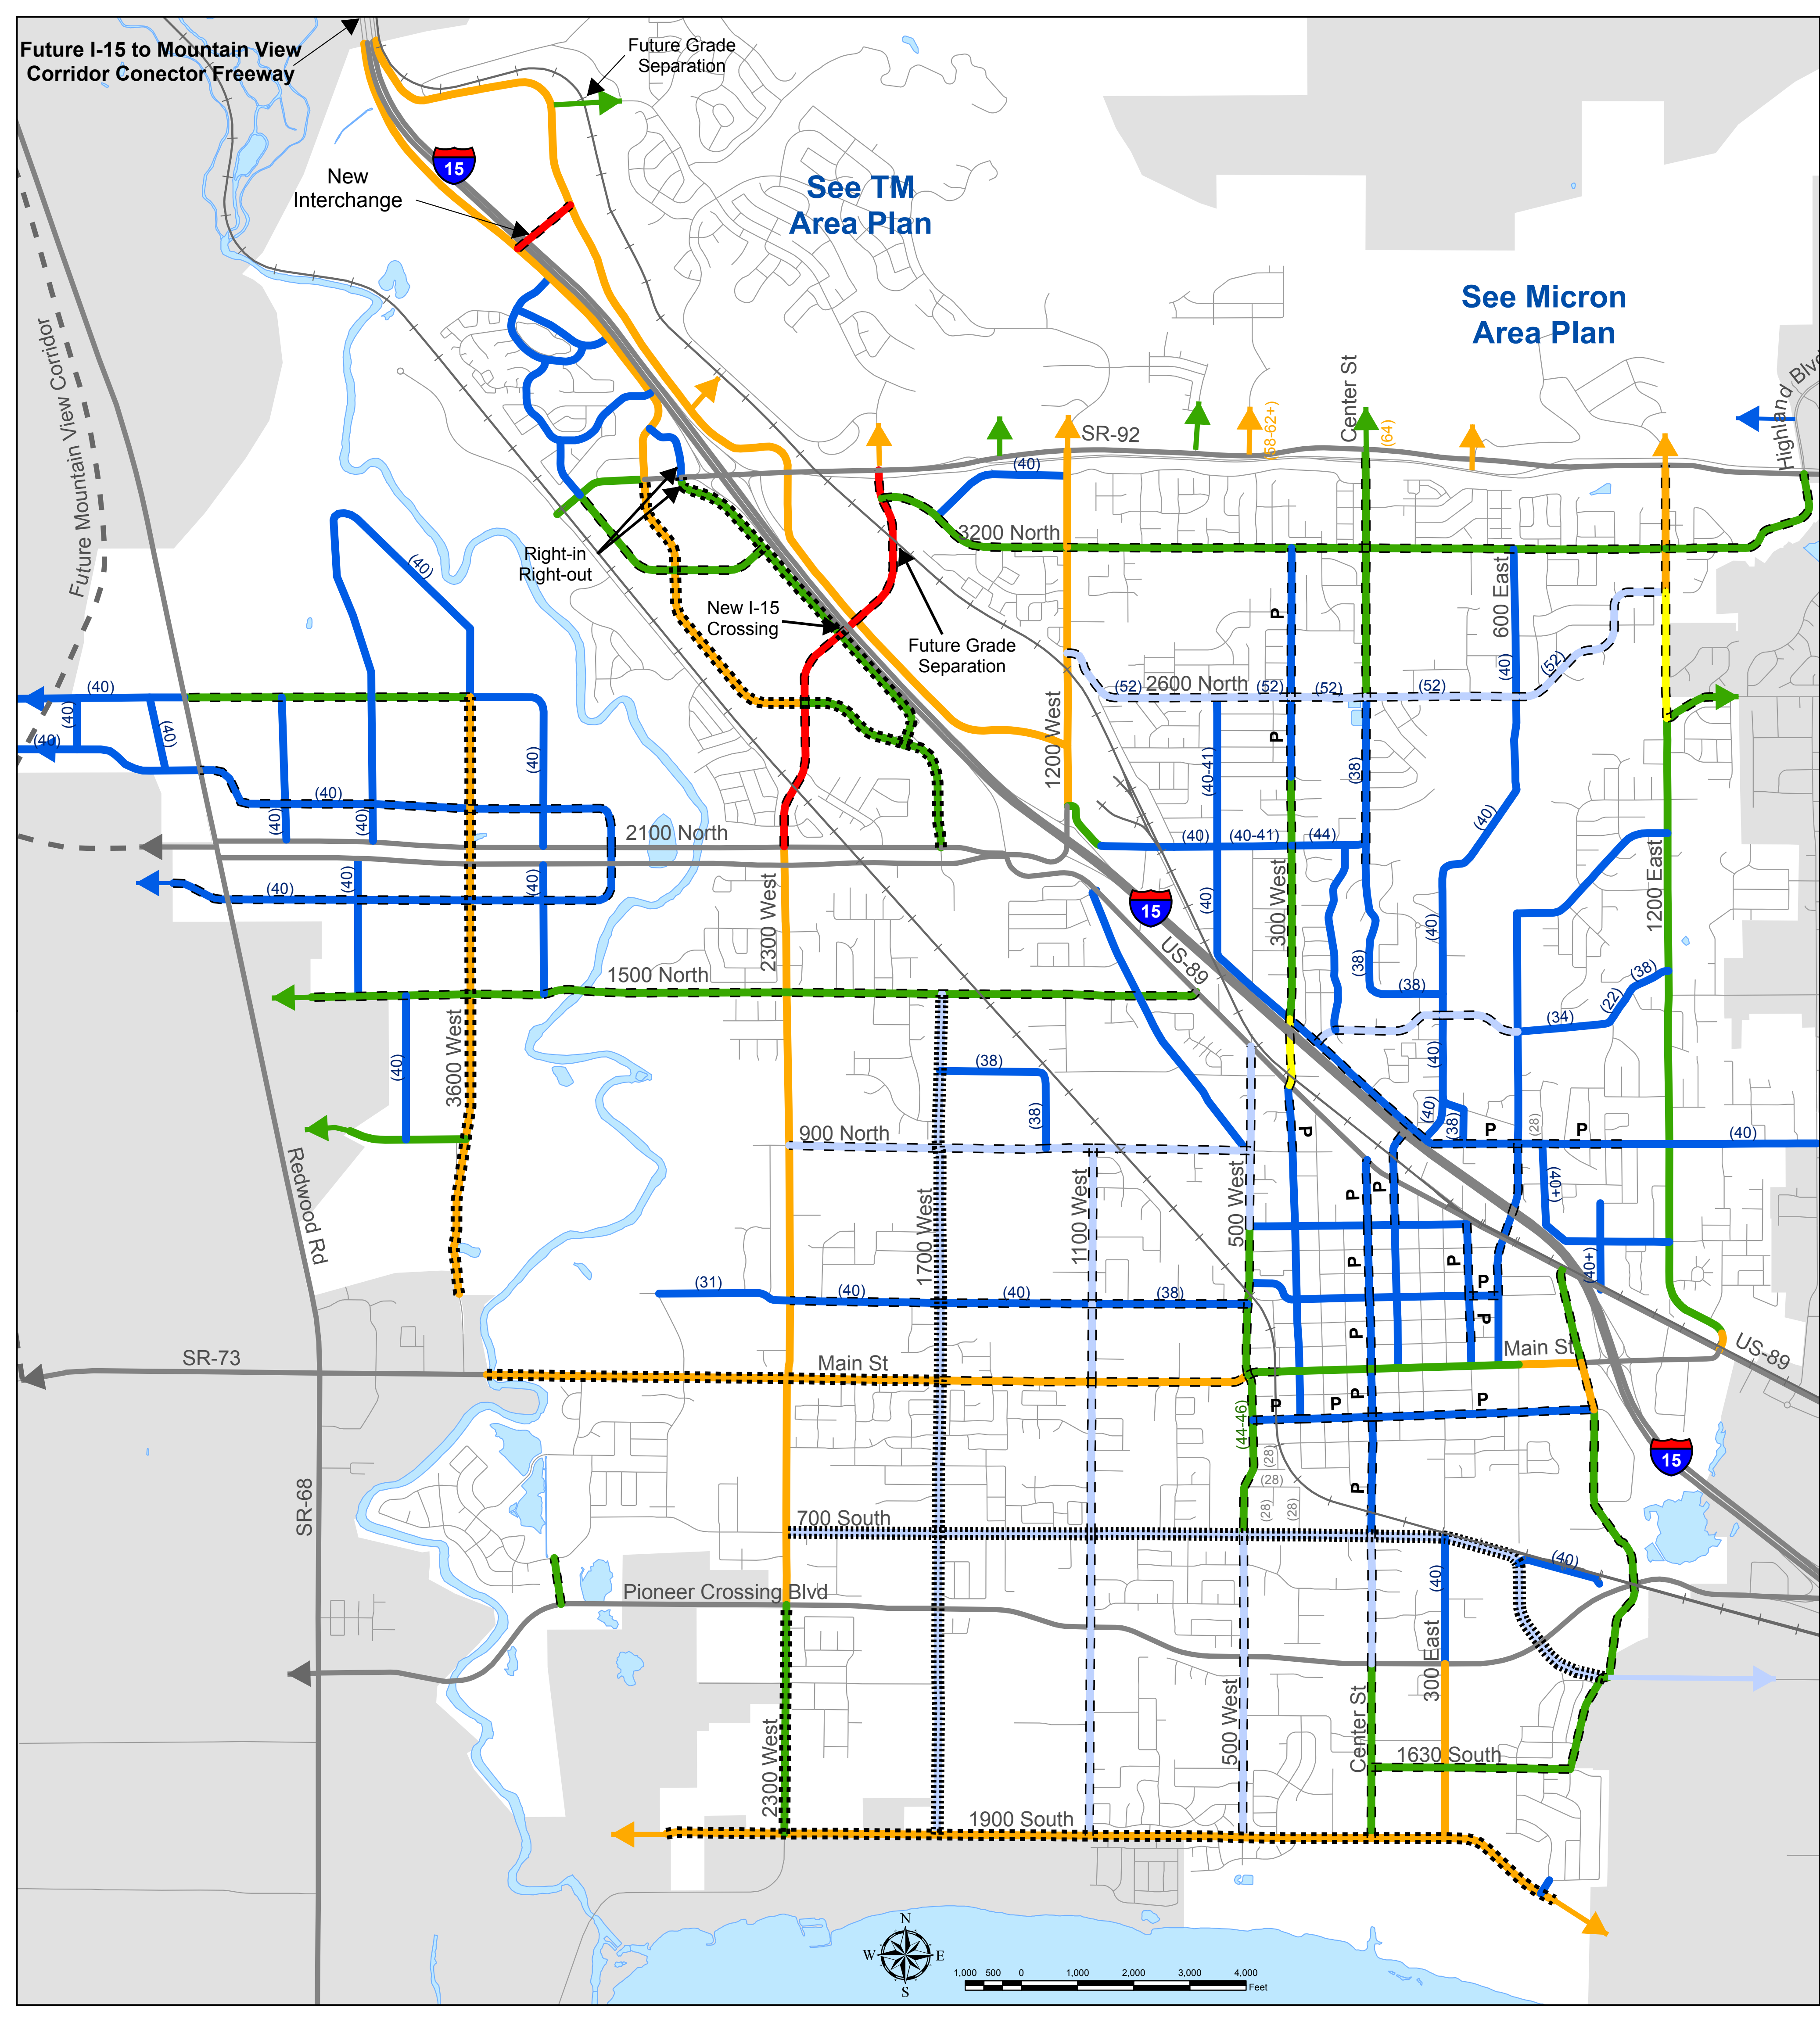 Future I-15 to Mountain View
Corridor Conector Freeway
Future Grade
Separation
15
New
Interchange
See TM
Area Plan
See Micron
Area Plan
Future Mountain View Corridor
Center St
(58-62+)
(64)
SR-92
Highland Blvd
(40)
3200 North
Right-in
Right-out
(40)
New I-15
Crossing
Future Grade
Separation
600 East
P
(40)
(52)
(52)
2600 North
(52)
(52)
(52)
(40)
(40)
(40)
(40)
(40)
1200 West
(40-41)
P
(38)
(40)
(40)
(40)
(40)
2100 North
(40)
(40-41)
(44)
(40)
1200 East
(40)
(40)
(40)
2300 West
(40)
15
300 West
(40)
US-89
(38)
(38)
1500 North
(38)
(22)
(34)
3600 West
(40)
(38)
(38)
(40)
(40)
(38)
P
900 North
P
(28)
P
(40)
Redwood Rd
1700 West
1100 West
500 West
P
P
(40+)
P
P
(40+)
(31)
(40)
(40)
(38)
P
P
P
SR-73
Main St
Main St
US-89
P
P
P
P
(44-46)
(28)
(28)
(28)
(28)
P
15
SR-68
700 South
(40)
(40)
Pioneer Crossing Blvd
300 East
2300 West
500 West
Center St
1630 South
1900 South
N
W
E
S
1,000 500 0 1,000 2,000 3,000 4,000
Feet